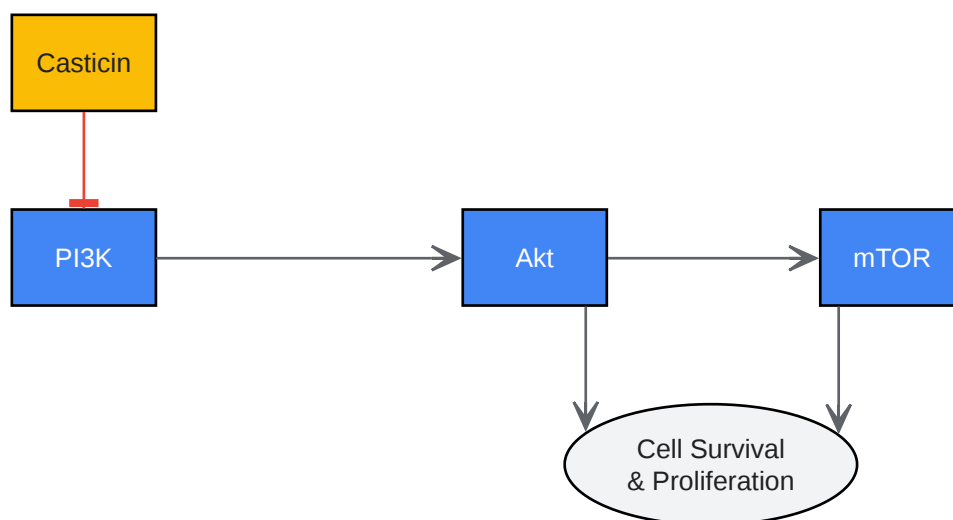 Casticin
PI3K
Akt
mTOR
Cell Survival
& Proliferation